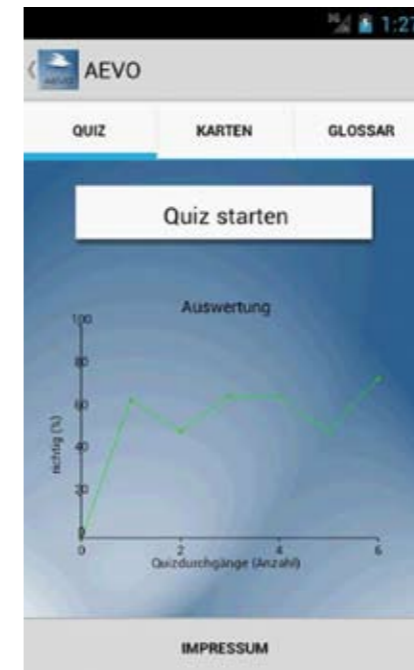 3G 1:27
AEVO
QUIZ KARTEN GLOSSAR
Quiz starten
Auswertung
100
80
60
40
20
0
richtig (%)
0 2 4 6
Quizdurchgänge (Anzahl)
IMPRESSUM